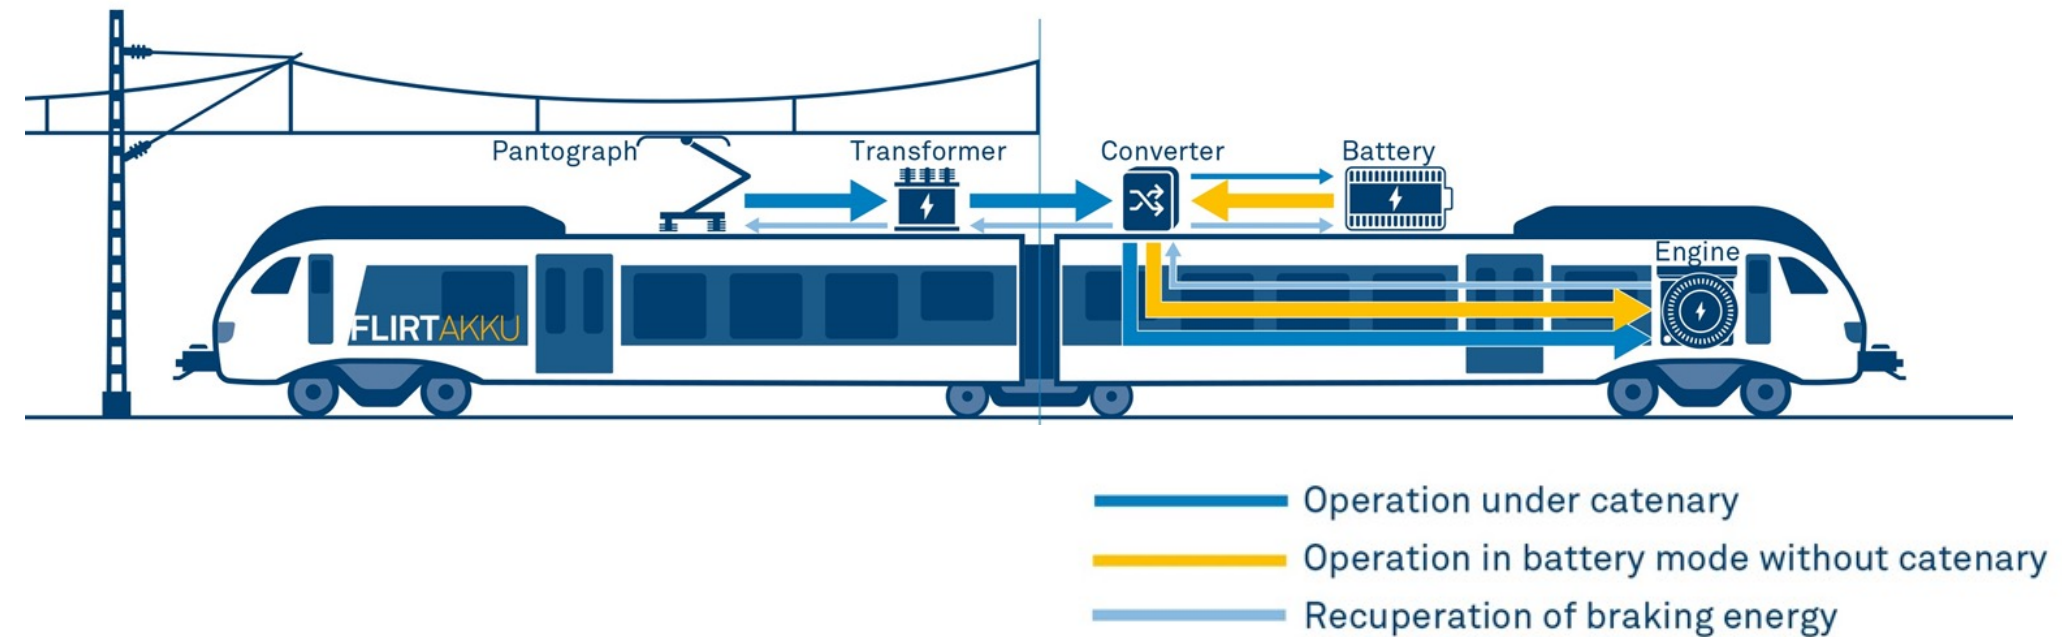 Pantograph
Transformer
Converter
Battery
Engine
FLIRTAKKU
Operation under catenary
Operation in battery mode without catenary
Recuperation of braking energy